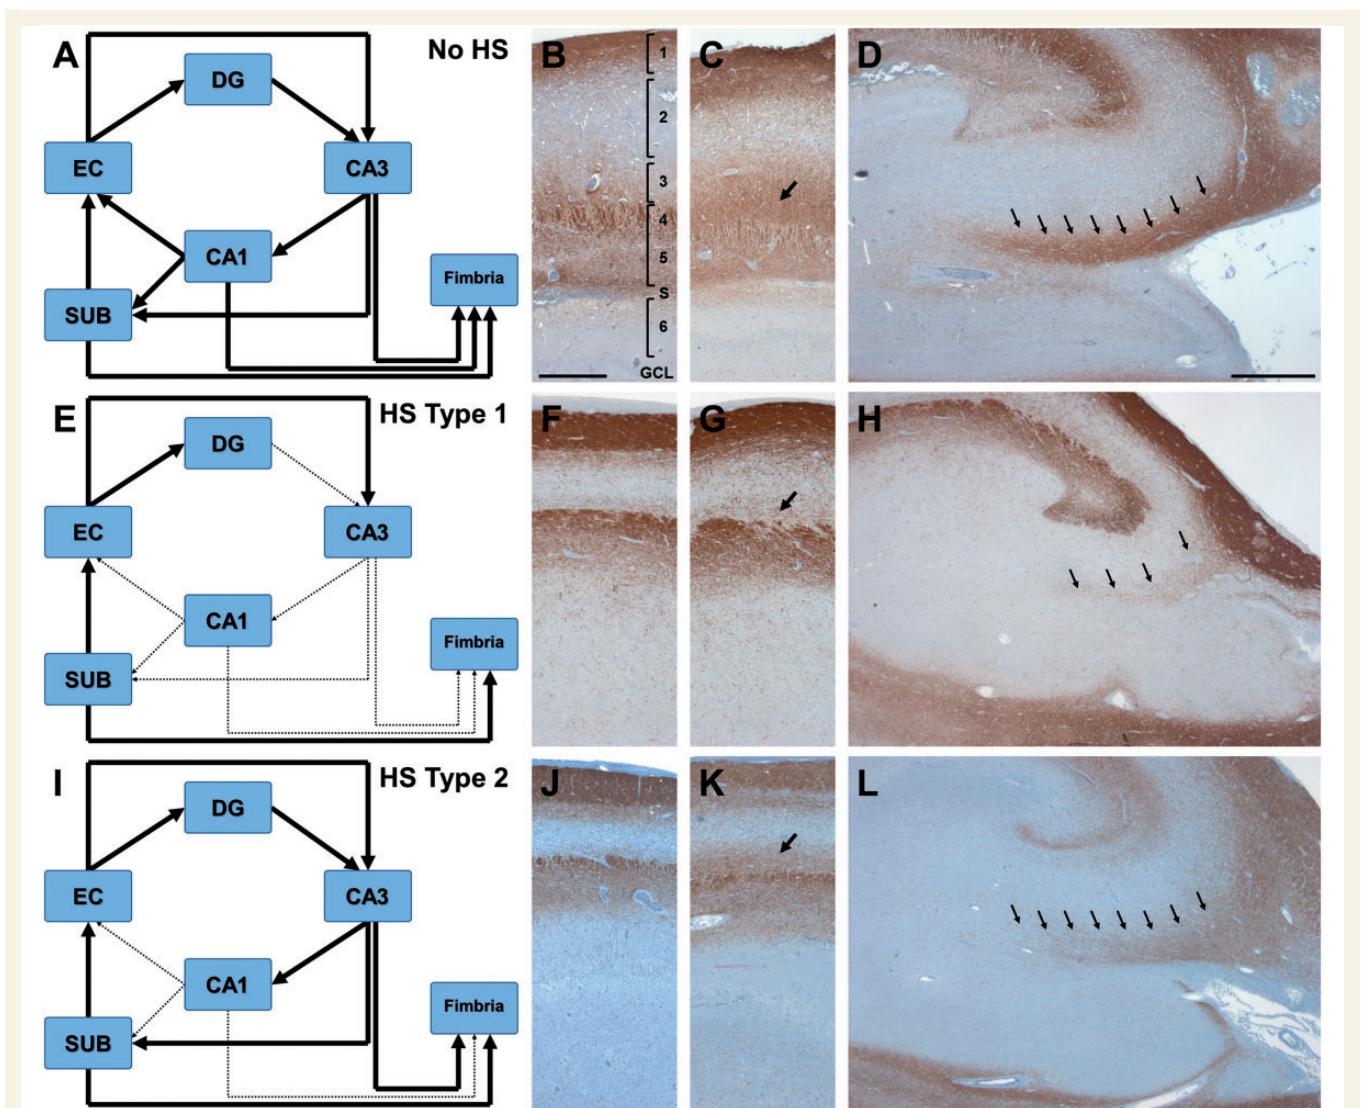 A
No HS
DG
EC
CA3
CA1
SUB
Fimbria
B
1
2
3
4
5
S
6
GCL
C
D
E
HS Type 1
DG
EC
CA3
CA1
SUB
Fimbria
F
G
H
I
HS Type 2
DG
EC
CA3
CA1
SUB
Fimbria
J
K
L